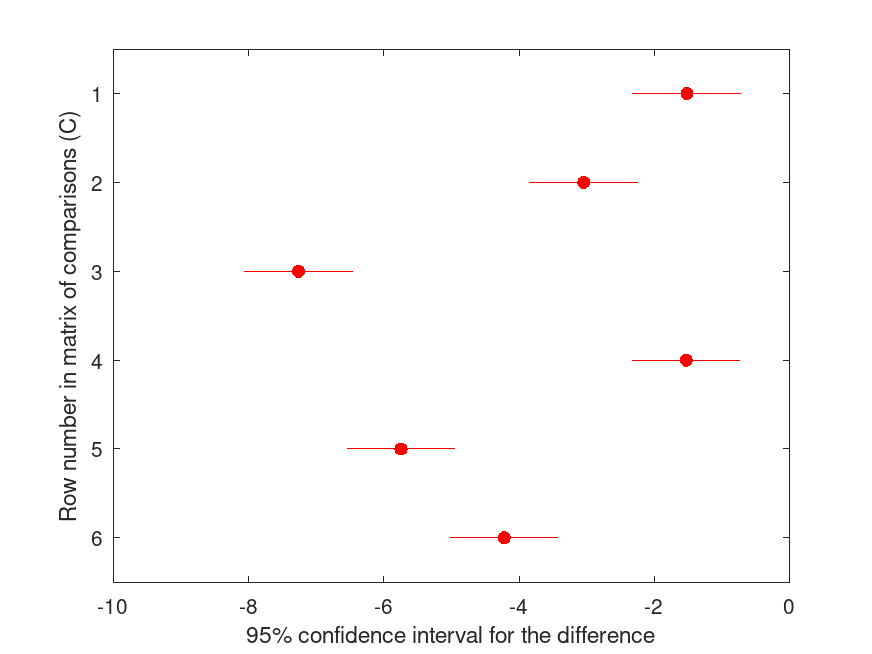 Row number in matrix of comparisons (C)
1
2
3
4
5
6
-10 -8 -6 -4 -2 0
95% confidence interval for the difference